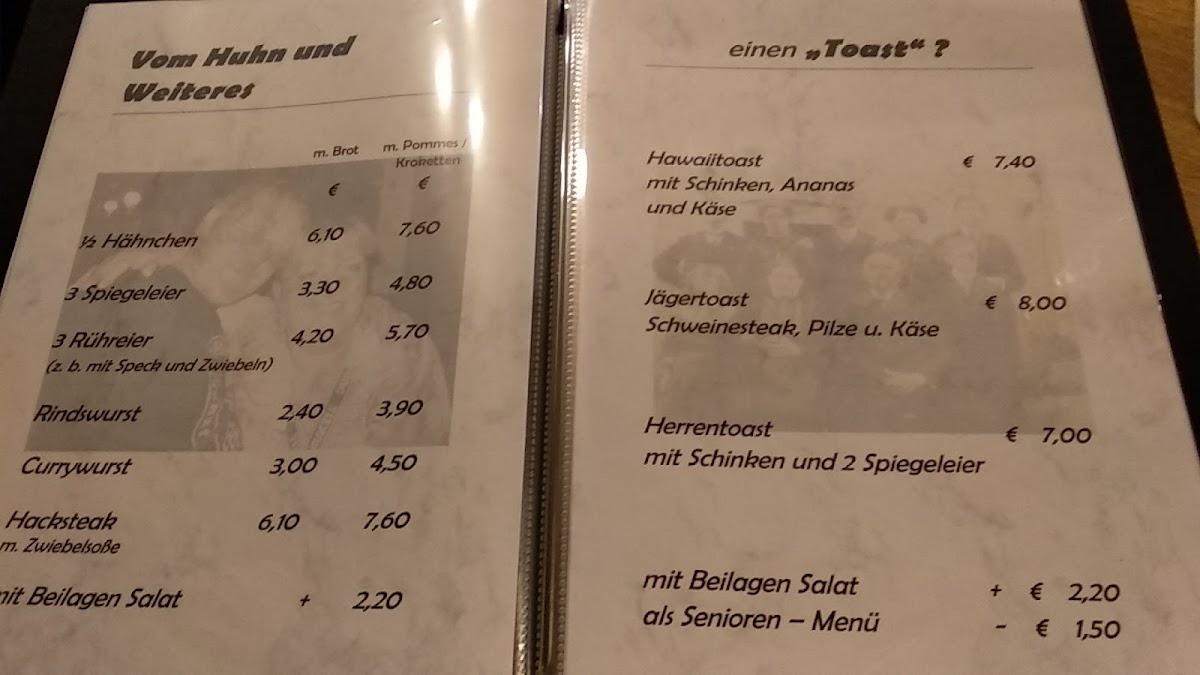 Vom Huhn und
Weiteres
m. Brot m. Pommes /
Kroketten
€ €
½ Hähnchen 6,10 7,60
3 Spiegeleier 3,30 4,80
3 Rühreier 4,20 5,70
(z. b. mit Speck und Zwiebeln)
Rindswurst 2,40 3,90
Currywurst 3,00 4,50
Hacksteak 6,10 7,60
m. Zwiebelsoße
mit Beilagen Salat + 2,20
einen „Toast“ ?
Hawaiitoast € 7,40
mit Schinken, Ananas
und Käse
Jägertoast € 8,00
Schweinesteak, Pilze u. Käse
Herrentoast € 7,00
mit Schinken und 2 Spiegeleier
mit Beilagen Salat + € 2,20
als Senioren – Menü - € 1,50